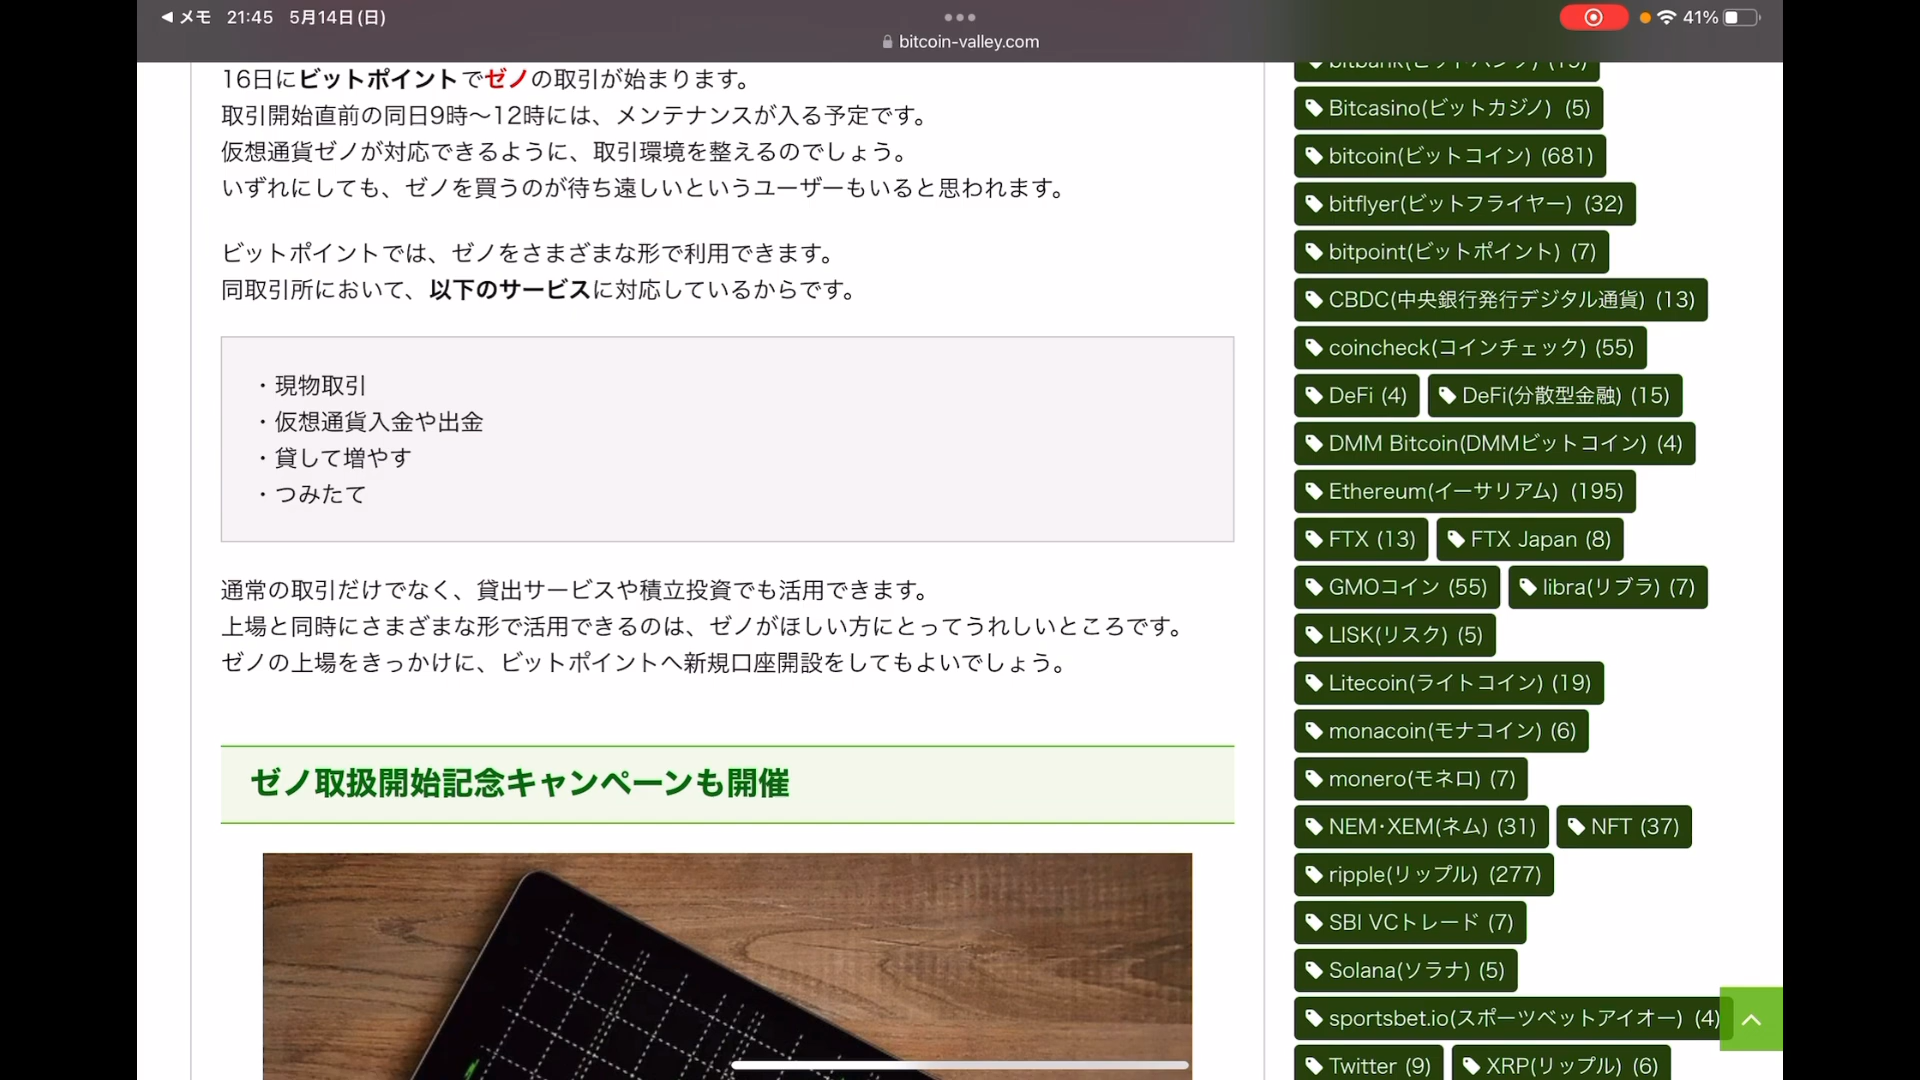 ◀ メモ 21:45 5月14日(日)
41%
bitcoin-valley.com
16日にビットポイントでゼノの取引が始まります。
取引開始直前の同日9時〜12時には、メンテナンスが入る予定です。
仮想通貨ゼノが対応できるように、取引環境を整えるのでしょう。
いずれにしても、ゼノを買うのが待ち遠しいというユーザーもいると思われます。
ビットポイントでは、ゼノをさまざまな形で利用できます。
同取引所において、以下のサービスに対応しているからです。
・現物取引
・仮想通貨入金や出金
・貸して増やす
・つみたて
通常の取引だけでなく、貸出サービスや積立投資でも活用できます。
上場と同時にさまざまな形で活用できるのは、ゼノがほしい方にとってうれしいところです。
ゼノの上場をきっかけに、ビットポイントへ新規口座開設をしてもよいでしょう。
ゼノ取扱開始記念キャンペーンも開催
bitbank(ビットバンク) (15)
Bitcasino(ビットカジノ) (5)
bitcoin(ビットコイン) (681)
bitflyer(ビットフライヤー) (32)
bitpoint(ビットポイント) (7)
CBDC(中央銀行発行デジタル通貨) (13)
coincheck(コインチェック) (55)
DeFi (4) DeFi(分散型金融) (15)
DMM Bitcoin(DMMビットコイン) (4)
Ethereum(イーサリアム) (195)
FTX (13) FTX Japan (8)
GMOコイン (55) libra(リブラ) (7)
LISK(リスク) (5)
Litecoin(ライトコイン) (19)
monacoin(モナコイン) (6)
monero(モネロ) (7)
NEM･XEM(ネム) (31) NFT (37)
ripple(リップル) (277)
SBI VCトレード (7)
Solana(ソラナ) (5)
sportsbet.io(スポーツベットアイオー) (4)
Twitter (9) XRP(リップル) (6)